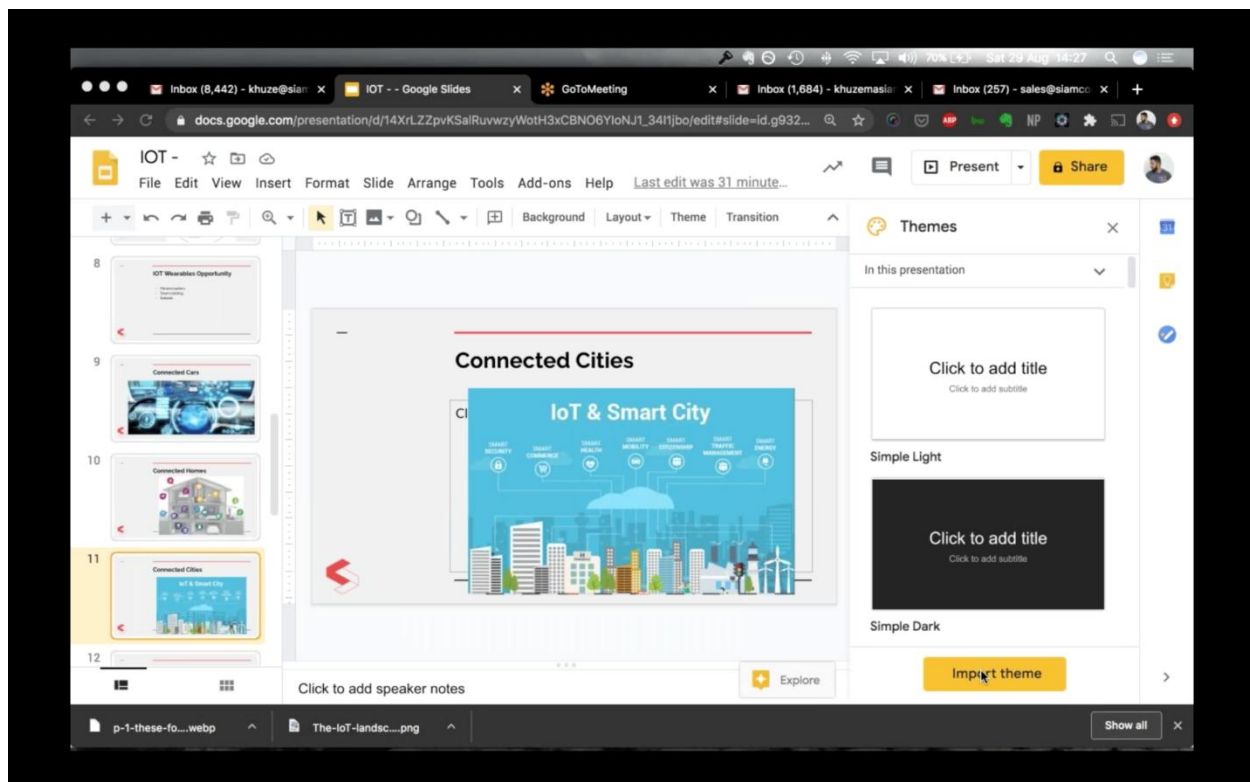 70% Sat 29 Aug 14:27
Inbox (8,442) - khuze@siam
IOT - - Google Slides
GoToMeeting
Inbox (1,684) - khuzemasia
Inbox (257) - sales@siamco
docs.google.com/presentation/d/14XrLZZpvKSalRuvwzyWotH3xCBNO6YIoNJ1_34I1jbo/edit#slide=id.g932...
ABP
NP
IOT -
File Edit View Insert Format Slide Arrange Tools Add-ons Help Last edit was 31 minute...
Present
Share
Background Layout Theme Transition
Themes
31
In this presentation
8
IOT Wearables Opportunity
9
Connected Cars
10
Connected Homes
11
Connected Cities
IoT & Smart City
12
Connected Cities
Cl
IoT & Smart City
SMART SECURITY
SMART COMMERCE
SMART HEALTH
SMART MOBILITY
SMART CITIZENSHIP
SMART TRAFFIC MANAGEMENT
SMART ENERGY
Click to add title
Click to add subtitle
Simple Light
Click to add title
Click to add subtitle
Simple Dark
Import theme
Click to add speaker notes
Explore
p-1-these-fo....webp
The-IoT-landsc....png
Show all